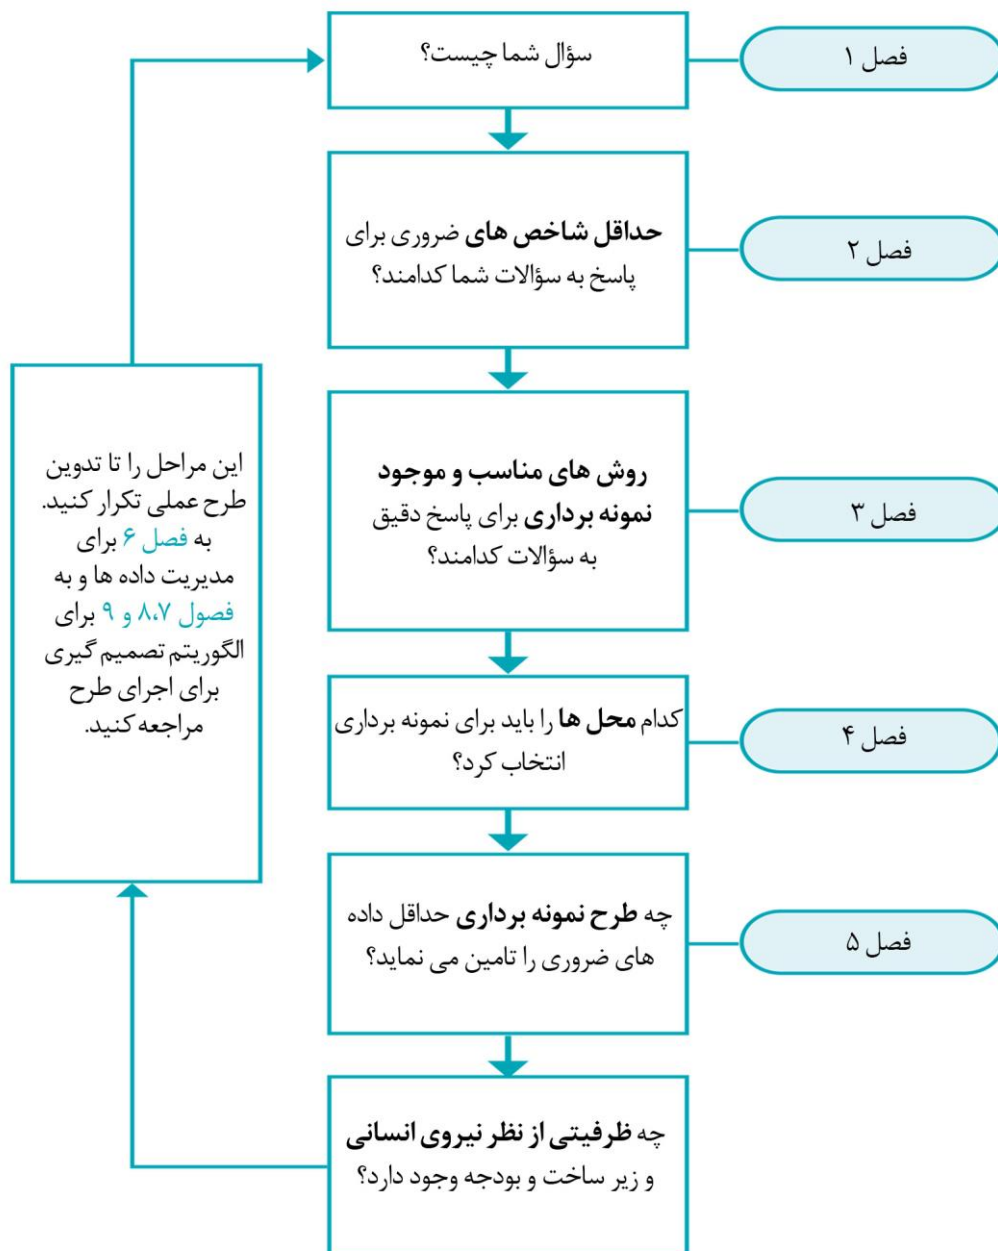 سؤال شما چیست؟
فصل ۱
حداقل شاخص های ضروری برای
پاسخ به سؤالات شما کدامند؟
فصل ۲
روش های مناسب و موجود
نمونه برداری برای پاسخ دقیق
به سؤالات کدامند؟
فصل ۳
کدام محل ها را باید برای نمونه برداری
انتخاب کرد؟
فصل ۴
چه طرح نمونه برداری حداقل داده
های ضروری را تامین می نماید؟
فصل ۵
چه ظرفیتی از نظر نیروی انسانی
و زیر ساخت و بودجه وجود دارد؟
این مراحل را تا تدوین
طرح عملی تکرار کنید.
به فصل ۶ برای
مدیریت داده ها و به
فصول ۸،۷ و ۹ برای
الگوریتم تصمیم گیری
برای اجرای طرح
مراجعه کنید.